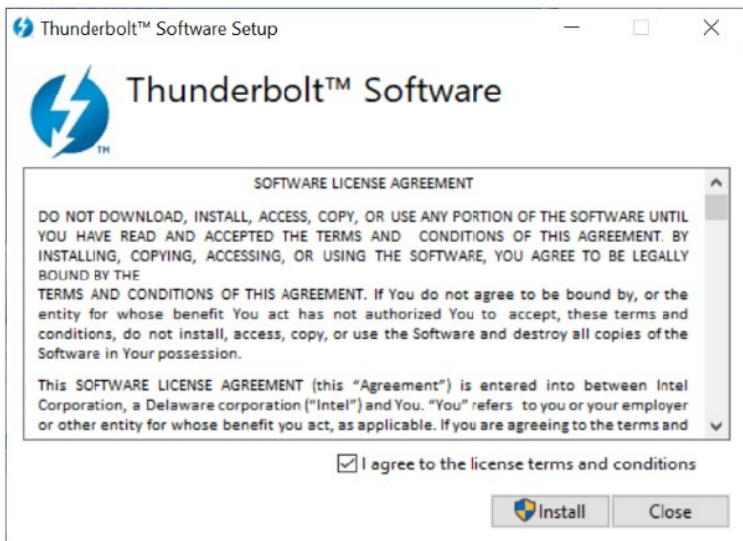 Thunderbolt™ Software Setup
Thunderbolt™ Software
TM
SOFTWARE LICENSE AGREEMENT
DO NOT DOWNLOAD, INSTALL, ACCESS, COPY, OR USE ANY PORTION OF THE SOFTWARE UNTIL
YOU HAVE READ AND ACCEPTED THE TERMS AND CONDITIONS OF THIS AGREEMENT. BY
INSTALLING, COPYING, ACCESSING, OR USING THE SOFTWARE, YOU AGREE TO BE LEGALLY
BOUND BY THE
TERMS AND CONDITIONS OF THIS AGREEMENT. If You do not agree to be bound by, or the
entity for whose benefit You act has not authorized You to accept, these terms and
conditions, do not install, access, copy, or use the Software and destroy all copies of the
Software in Your possession.
This SOFTWARE LICENSE AGREEMENT (this “Agreement”) is entered into between Intel
Corporation, a Delaware corporation (“Intel”) and You. “You” refers to you or your employer
or other entity for whose benefit you act, as applicable. If you are agreeing to the terms and
I agree to the license terms and conditions
Install
Close